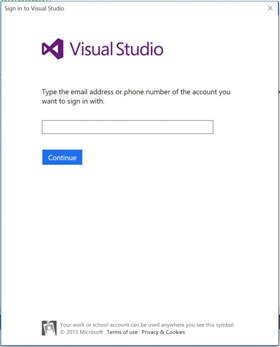 Sign in to Visual Studio
Visual Studio
Type the email address or phone number of the account you
want to sign in with.
Continue
Your work or school account can be used anywhere you see this symbol.
© 2015 Microsoft Terms of use Privacy & Cookies